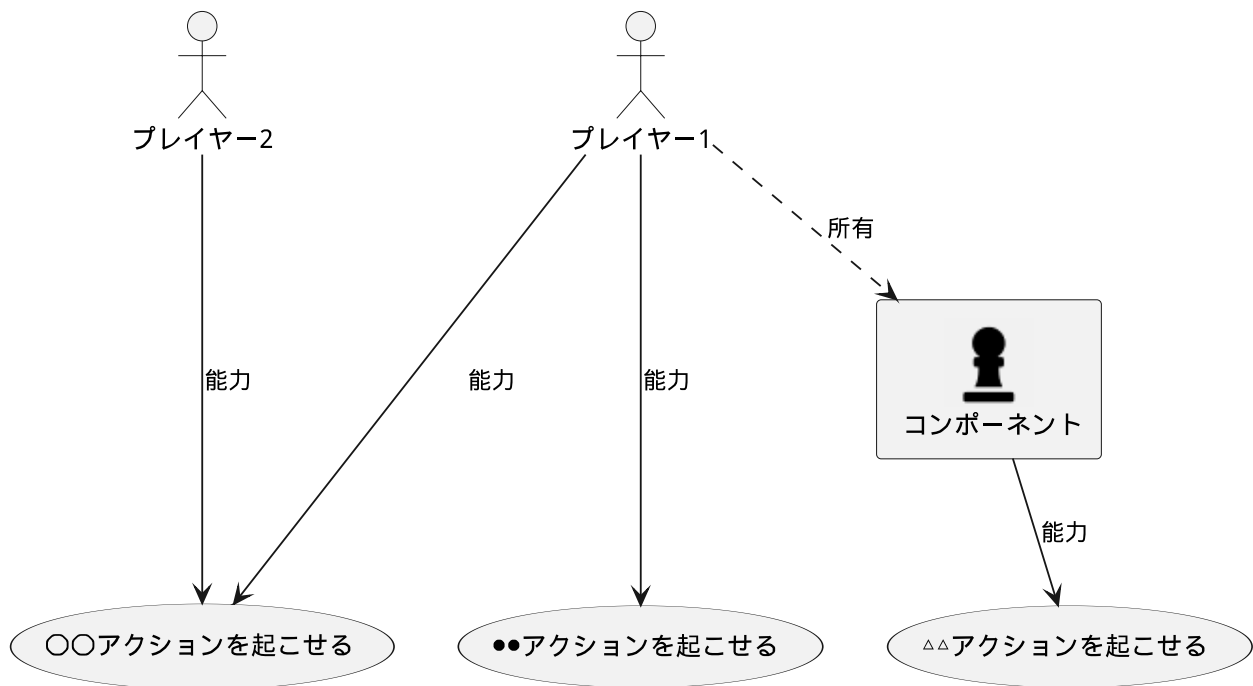 プレイヤー2
プレイヤー1
所有
能力
能力
能力
コンポーネント
能力
○○アクションを起こせる
●●アクションを起こせる
△△アクションを起こせる